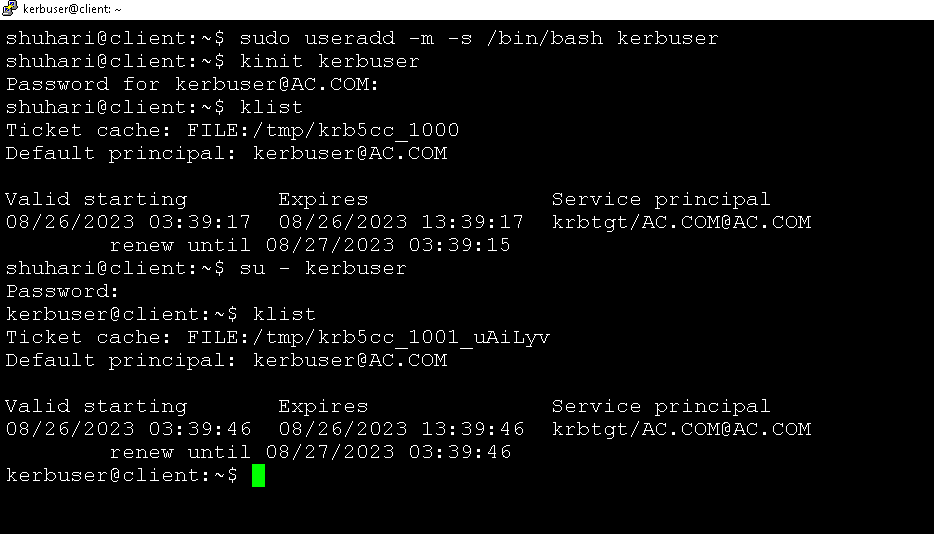 kerbuser@client: ~
shuhari@client:~$ sudo useradd -m -s /bin/bash kerbuser
shuhari@client:~$ kinit kerbuser
Password for kerbuser@AC.COM:
shuhari@client:~$ klist
Ticket cache: FILE:/tmp/krb5cc_1000
Default principal: kerbuser@AC.COM
Valid starting       Expires              Service principal
08/26/2023 03:39:17  08/26/2023 13:39:17  krbtgt/AC.COM@AC.COM
        renew until 08/27/2023 03:39:15
shuhari@client:~$ su - kerbuser
Password:
kerbuser@client:~$ klist
Ticket cache: FILE:/tmp/krb5cc_1001_uAiLyv
Default principal: kerbuser@AC.COM
Valid starting       Expires              Service principal
08/26/2023 03:39:46  08/26/2023 13:39:46  krbtgt/AC.COM@AC.COM
        renew until 08/27/2023 03:39:46
kerbuser@client:~$